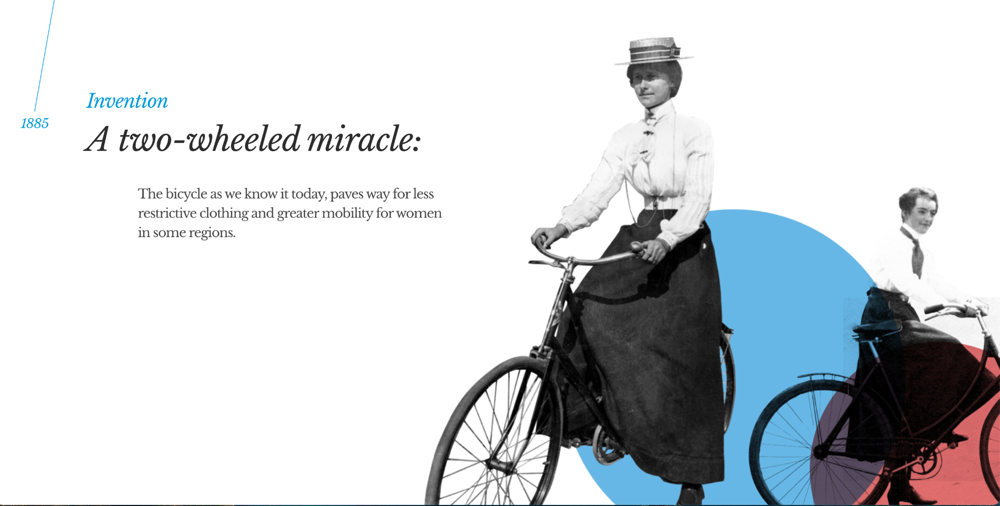 Invention
1885
A two-wheeled miracle:
The bicycle as we know it today, paves way for less
restrictive clothing and greater mobility for women
in some regions.